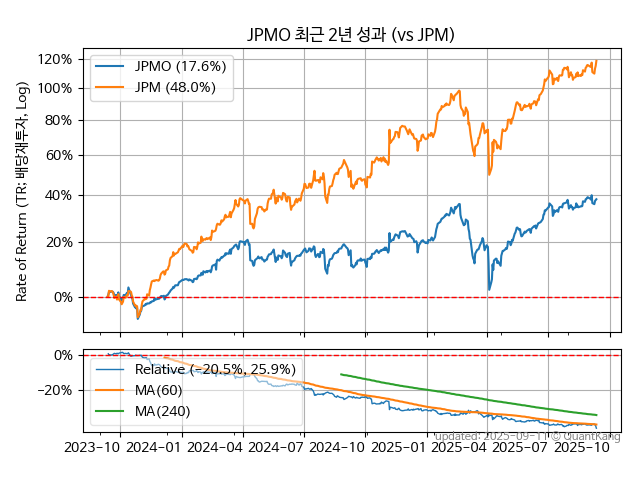 JPMO 최근 2년 성과 (vs JPM)
Rate of Return (TR: 배당재투자, Log)
120%
100%
80%
60%
40%
20%
0%
JPMO (17.6%)
JPM (48.0%)
0%
−20%
Relative (−20.5%, 25.9%)
MA(60)
MA(240)
updated: 2025-09-11 © QuantKang
2023-10 2024-01 2024-04 2024-07 2024-10 2025-01 2025-04 2025-07 2025-10